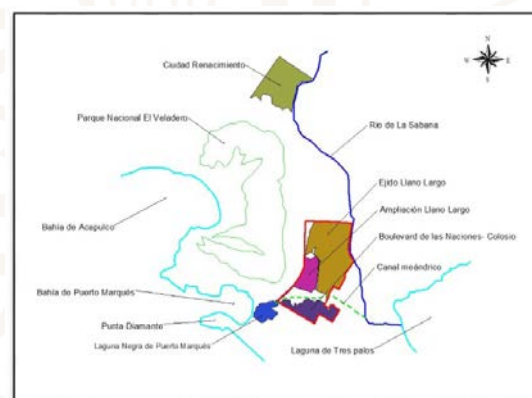 N
W
E
S
Ciudad Renacimiento
Parque Nacional El Veladero
Río de La Sabana
Ejido Llano Largo
Ampliación Llano Largo
Bahía de Acapulco
Boulevard de las Naciones- Colosio
Canal meándrico
Bahía de Puerto Marqués
Punta Diamante
Laguna Negra de Puerto Marqués
Laguna de Tres palos